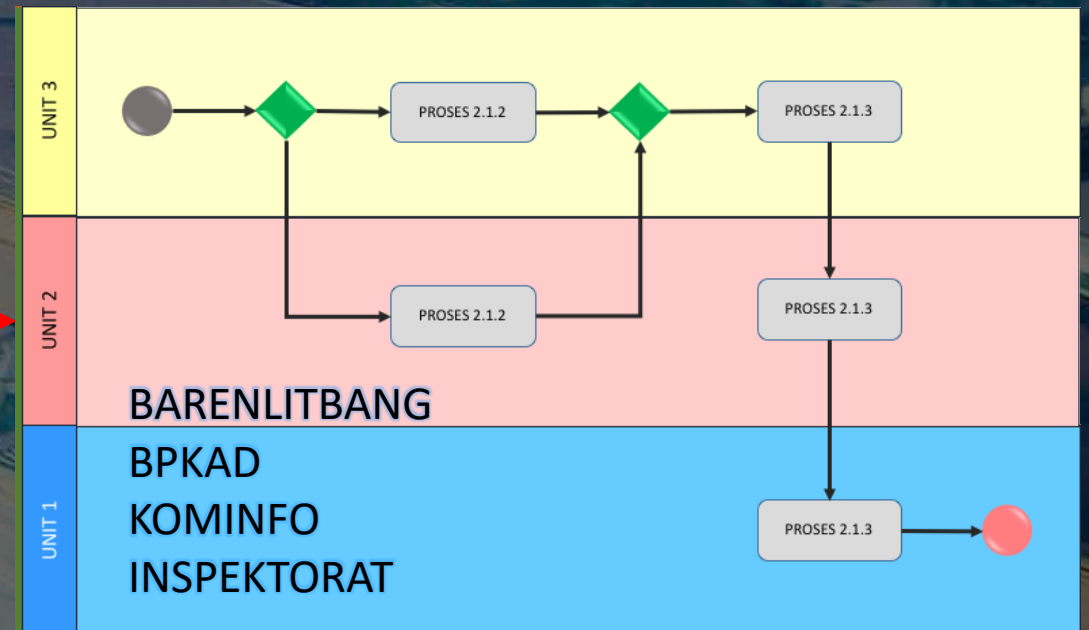 UNIT 3
PROSES 2.1.2
PROSES 2.1.3
UNIT 2
PROSES 2.1.2
PROSES 2.1.3
BARENLITBANG
BPKAD
KOMINFO
INSPEKTORAT
UNIT 1
PROSES 2.1.3